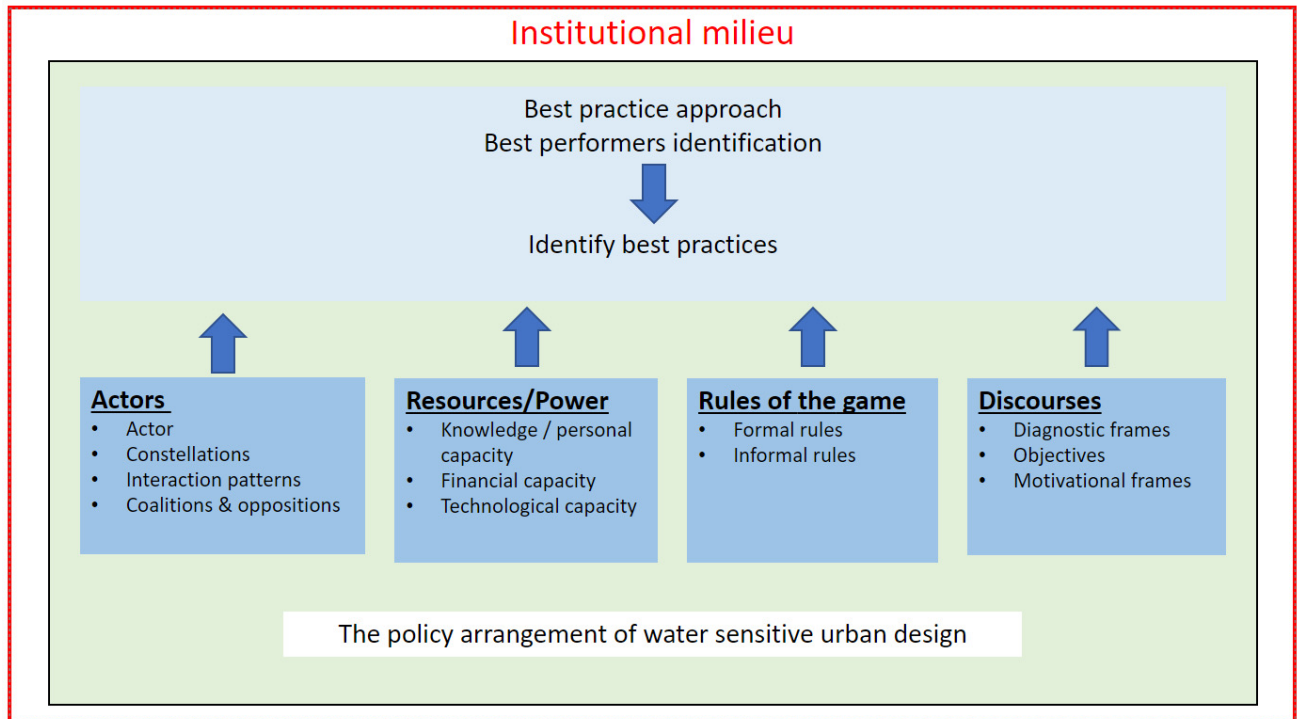 Institutional milieu
Best practice approach
Best performers identification
Identify best practices
Actors
• Actor
• Constellations
• Interaction patterns
• Coalitions & oppositions
Resources/Power
• Knowledge / personal
capacity
• Financial capacity
• Technological capacity
Rules of the game
• Formal rules
• Informal rules
Discourses
• Diagnostic frames
• Objectives
• Motivational frames
The policy arrangement of water sensitive urban design